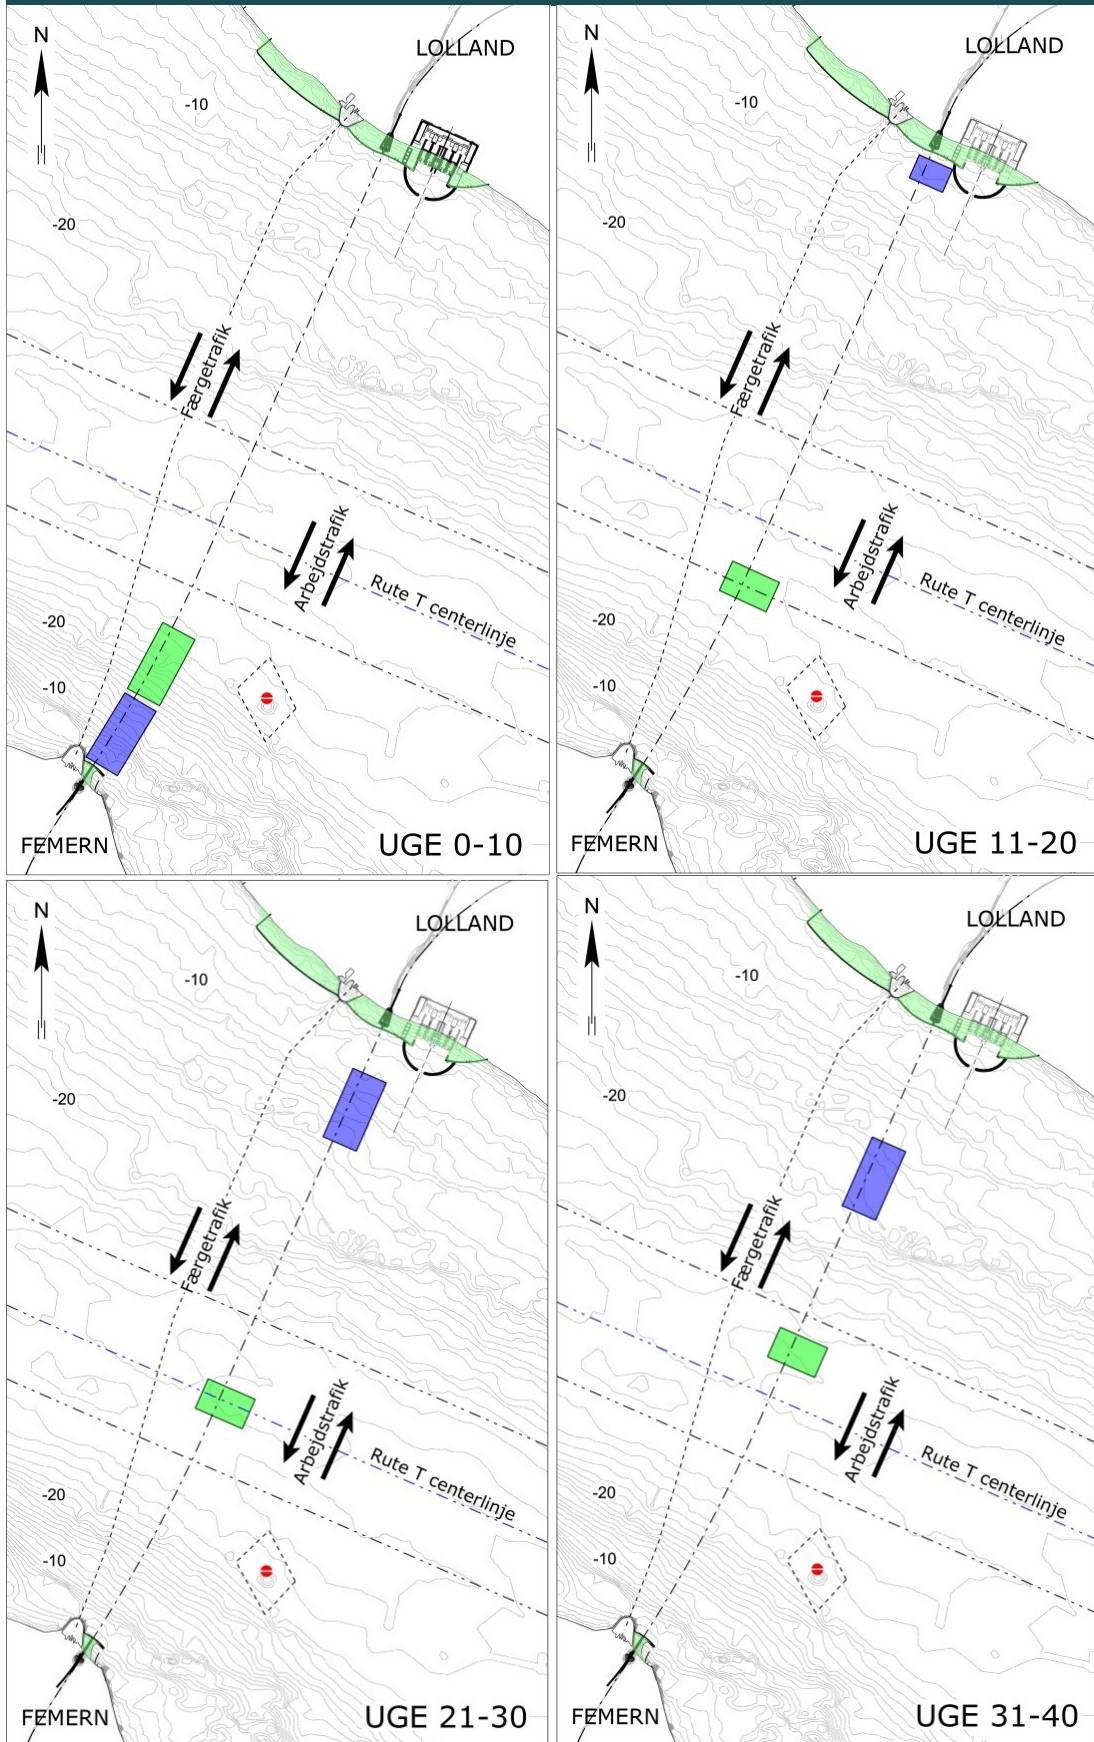 N
LOLLAND
-10
-20
Færgetrafik
Arbejdstrafik
Rute T centerlinje
-20
-10
FEMERN
UGE 0-10
N
LOLLAND
-10
-20
Færgetrafik
Arbejdstrafik
Rute T centerlinje
-20
-10
FEMERN
UGE 11-20
N
LOLLAND
-10
-20
Færgetrafik
Arbejdstrafik
Rute T centerlinje
-20
-10
FEMERN
UGE 21-30
N
LOLLAND
-10
-20
Færgetrafik
Arbejdstrafik
Rute T centerlinje
-20
-10
FEMERN
UGE 31-40